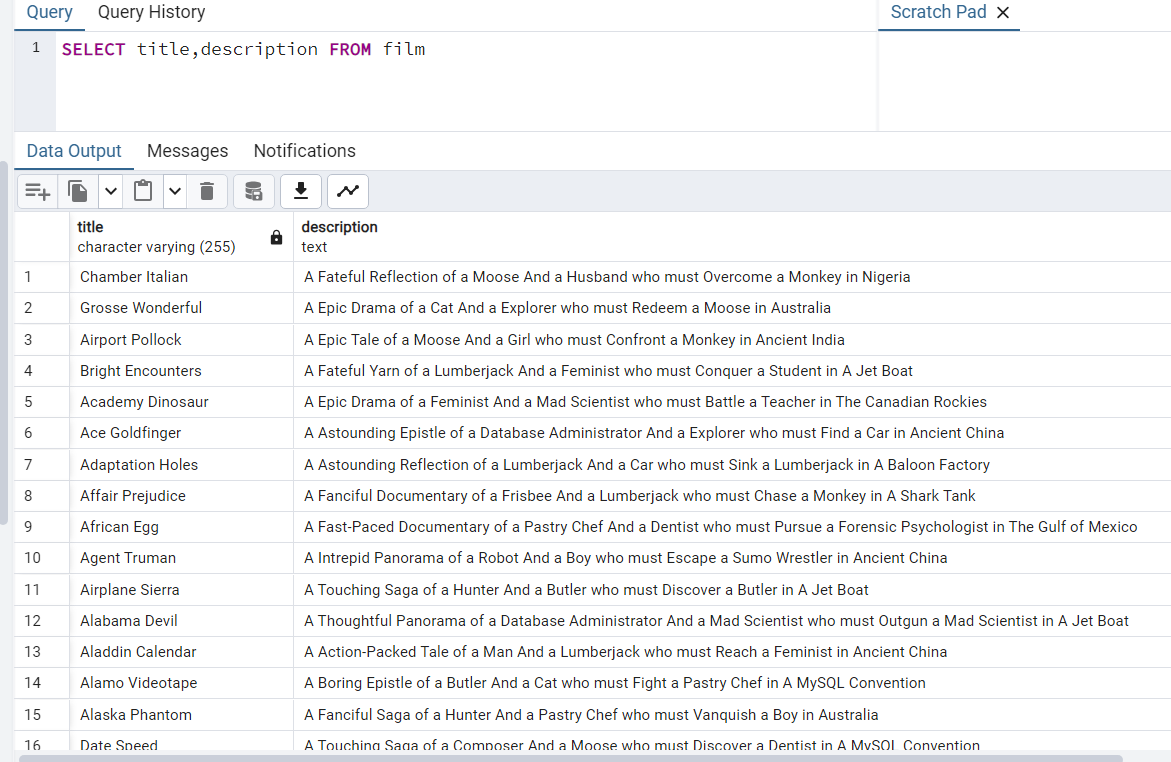 Query Query History Scratch Pad
1 SELECT title,description FROM film
Data Output Messages Notifications
title description
character varying (255) text
1 Chamber Italian A Fateful Reflection of a Moose And a Husband who must Overcome a Monkey in Nigeria
2 Grosse Wonderful A Epic Drama of a Cat And a Explorer who must Redeem a Moose in Australia
3 Airport Pollock A Epic Tale of a Moose And a Girl who must Confront a Monkey in Ancient India
4 Bright Encounters A Fateful Yarn of a Lumberjack And a Feminist who must Conquer a Student in A Jet Boat
5 Academy Dinosaur A Epic Drama of a Feminist And a Mad Scientist who must Battle a Teacher in The Canadian Rockies
6 Ace Goldfinger A Astounding Epistle of a Database Administrator And a Explorer who must Find a Car in Ancient China
7 Adaptation Holes A Astounding Reflection of a Lumberjack And a Car who must Sink a Lumberjack in A Baloon Factory
8 Affair Prejudice A Fanciful Documentary of a Frisbee And a Lumberjack who must Chase a Monkey in A Shark Tank
9 African Egg A Fast-Paced Documentary of a Pastry Chef And a Dentist who must Pursue a Forensic Psychologist in The Gulf of Mexico
10 Agent Truman A Intrepid Panorama of a Robot And a Boy who must Escape a Sumo Wrestler in Ancient China
11 Airplane Sierra A Touching Saga of a Hunter And a Butler who must Discover a Butler in A Jet Boat
12 Alabama Devil A Thoughtful Panorama of a Database Administrator And a Mad Scientist who must Outgun a Mad Scientist in A Jet Boat
13 Aladdin Calendar A Action-Packed Tale of a Man And a Lumberjack who must Reach a Feminist in Ancient China
14 Alamo Videotape A Boring Epistle of a Butler And a Cat who must Fight a Pastry Chef in A MySQL Convention
15 Alaska Phantom A Fanciful Saga of a Hunter And a Pastry Chef who must Vanquish a Boy in Australia
16 Date Speed A Touching Saga of a Composer And a Moose who must Discover a Dentist in A MySQL Convention